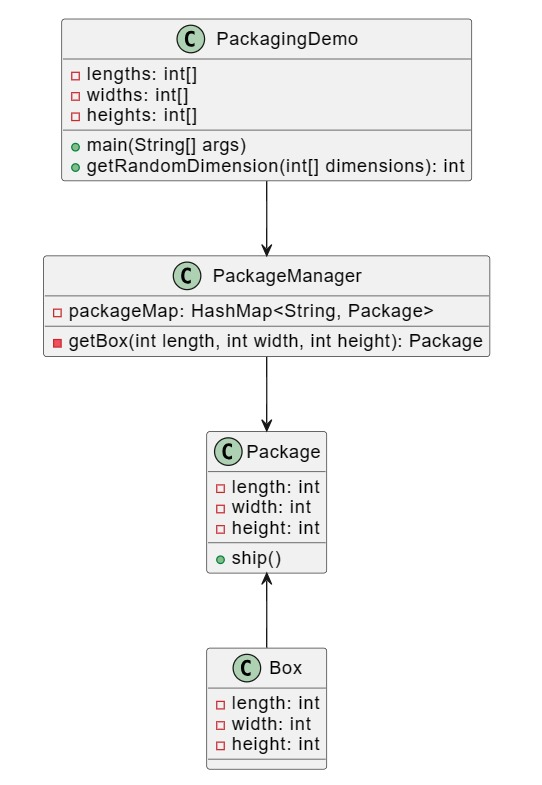 C PackagingDemo
lengths: int[]
widths: int[]
heights: int[]
main(String[] args)
getRandomDimension(int[] dimensions): int
C PackageManager
packageMap: HashMap<String, Package>
getBox(int length, int width, int height): Package
C Package
length: int
width: int
height: int
ship()
C Box
length: int
width: int
height: int